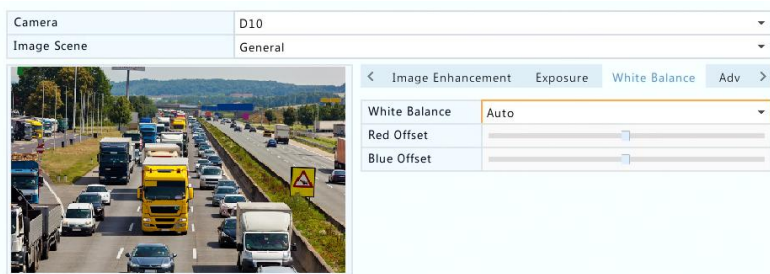 Camera D10
Image Scene General
< Image Enhancement Exposure White Balance Adv >
White Balance Auto
Red Offset
Blue Offset